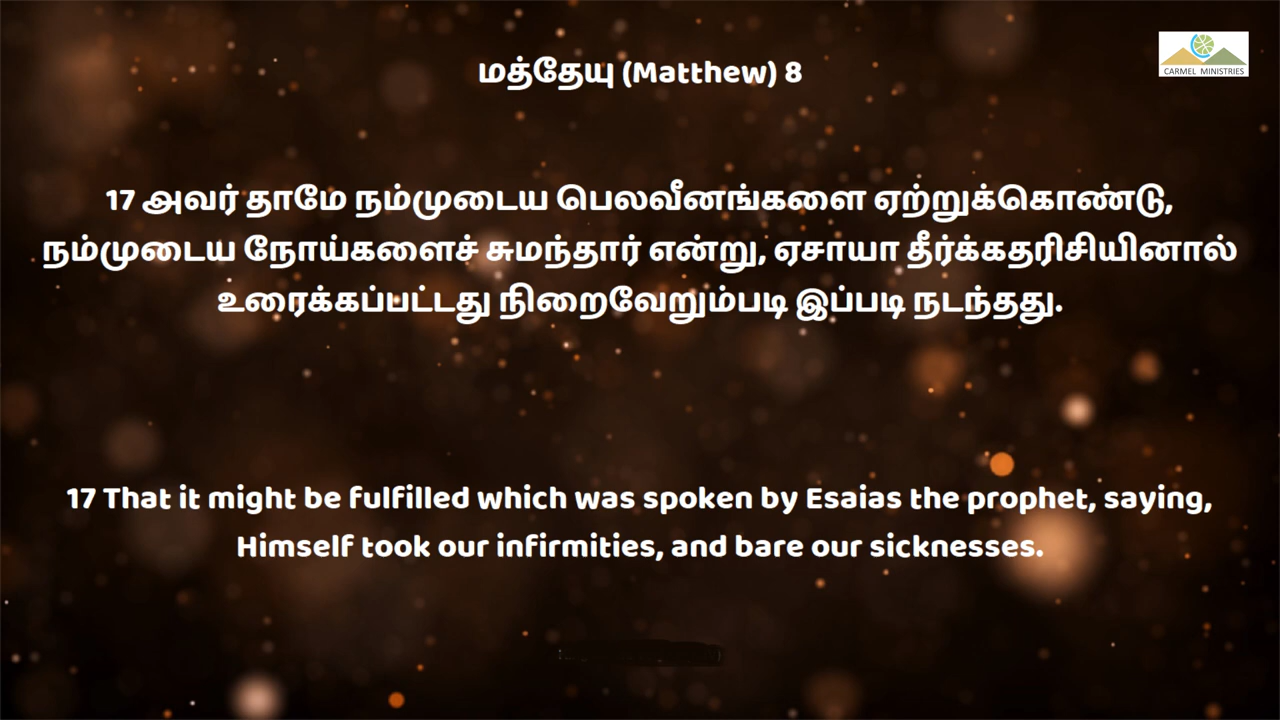 மத்தேயு (Matthew) 8
CARMEL MINISTRIES
17 அவர் தாமே நம்முடைய பெலவீனங்களை ஏற்றுக்கொண்டு,
நம்முடைய நோய்களைச் சுமந்தார் என்று, ஏசாயா தீர்க்கதரிசியினால்
உரைக்கப்பட்டது நிறைவேறும்படி இப்படி நடந்தது.
17 That it might be fulfilled which was spoken by Esaias the prophet, saying,
Himself took our infirmities, and bare our sicknesses.